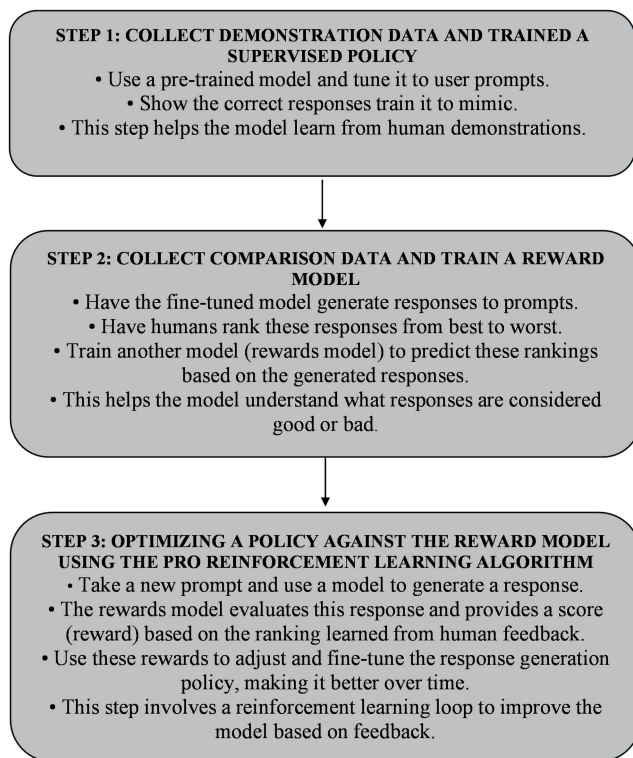 STEP 1: COLLECT DEMONSTRATION DATA AND TRAINED A
SUPERVISED POLICY
• Use a pre-trained model and tune it to user prompts.
• Show the correct responses train it to mimic.
• This step helps the model learn from human demonstrations.
STEP 2: COLLECT COMPARISON DATA AND TRAIN A REWARD
MODEL
• Have the fine-tuned model generate responses to prompts.
• Have humans rank these responses from best to worst.
• Train another model (rewards model) to predict these rankings
based on the generated responses.
• This helps the model understand what responses are considered
good or bad.
STEP 3: OPTIMIZING A POLICY AGAINST THE REWARD MODEL
USING THE PRO REINFORCEMENT LEARNING ALGORITHM
• Take a new prompt and use a model to generate a response.
• The rewards model evaluates this response and provides a score
(reward) based on the ranking learned from human feedback.
• Use these rewards to adjust and fine-tune the response generation
policy, making it better over time.
• This step involves a reinforcement learning loop to improve the
model based on feedback.